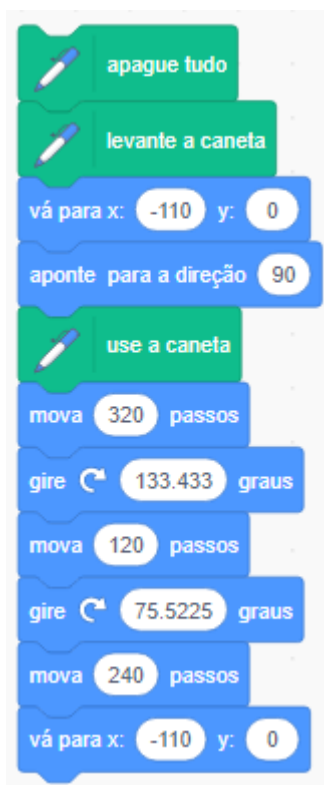 apague tudo
levante a caneta
vá para x: -110 y: 0
aponte para a direção 90
use a caneta
mova 320 passos
gire 133.433 graus
mova 120 passos
gire 75.5225 graus
mova 240 passos
vá para x: -110 y: 0